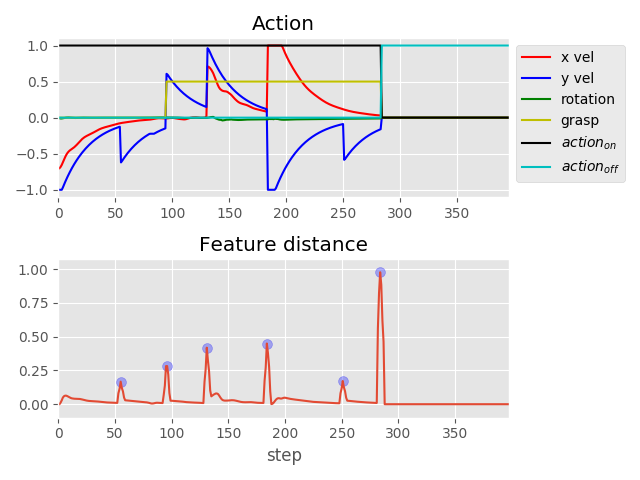 Action
1.0
0.5
0.0
−0.5
−1.0
0 50 100 150 200 250 300 350
x vel
y vel
rotation
grasp
action_on
action_off
Feature distance
1.00
0.75
0.50
0.25
0.00
0 50 100 150 200 250 300 350
step